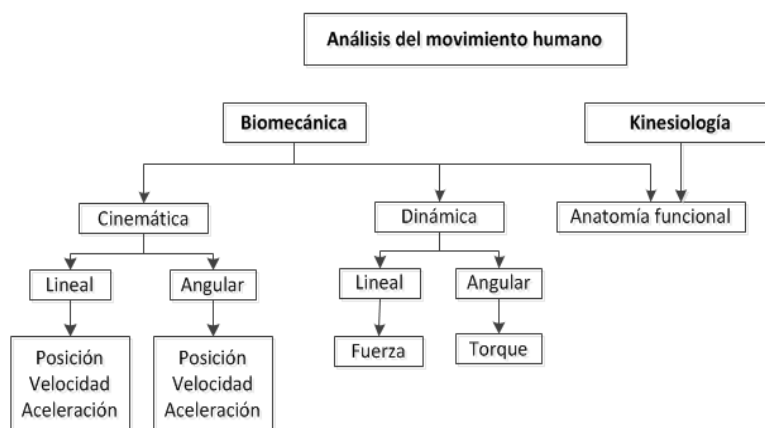 Análisis del movimiento humano
Biomecánica
Kinesiología
Cinemática
Dinámica
Anatomía funcional
Lineal
Angular
Lineal
Angular
Posición
Velocidad
Aceleración
Posición
Velocidad
Aceleración
Fuerza
Torque